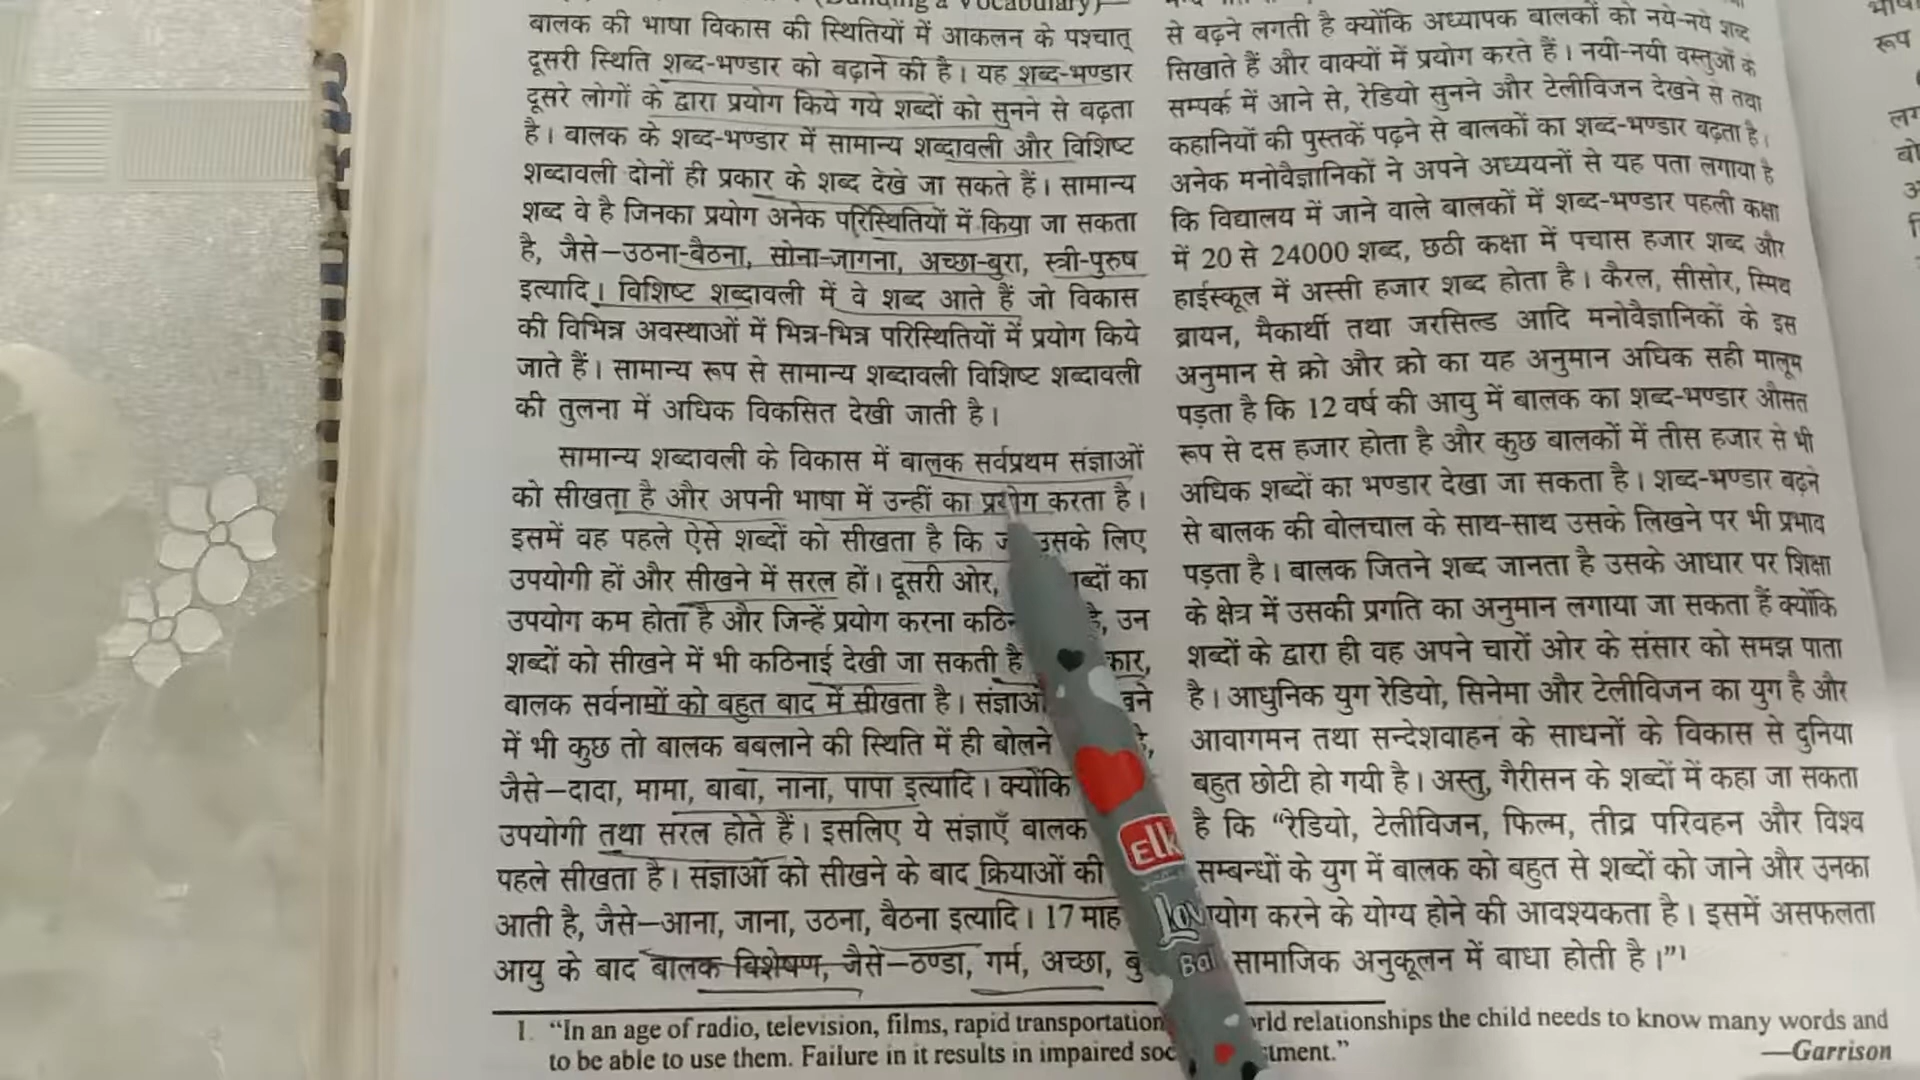 (Building a Vocabulary)—
बालक की भाषा विकास की स्थितियों में आकलन के पश्चात्
दूसरी स्थिति शब्द-भण्डार को बढ़ाने की है। यह शब्द-भण्डार
दूसरे लोगों के द्वारा प्रयोग किये गये शब्दों को सुनने से बढ़ता
है। बालक के शब्द-भण्डार में सामान्य शब्दावली और विशिष्ट
शब्दावली दोनों ही प्रकार के शब्द देखे जा सकते हैं। सामान्य
शब्द वे है जिनका प्रयोग अनेक परिस्थितियों में किया जा सकता
है, जैसे—उठना-बैठना, सोना-जागना, अच्छा-बुरा, स्त्री-पुरुष
इत्यादि। विशिष्ट शब्दावली में वे शब्द आते हैं जो विकास
की विभिन्न अवस्थाओं में भिन्न-भिन्न परिस्थितियों में प्रयोग किये
जाते हैं। सामान्य रूप से सामान्य शब्दावली विशिष्ट शब्दावली
की तुलना में अधिक विकसित देखी जाती है।
सामान्य शब्दावली के विकास में बालक सर्वप्रथम संज्ञाओं
को सीखता है और अपनी भाषा में उन्हीं का प्रयोग करता है।
इसमें वह पहले ऐसे शब्दों को सीखता है कि उसके लिए
उपयोगी हों और सीखने में सरल हों। दूसरी ओर, का
उपयोग कम होता है और जिन्हें प्रयोग करना उन
शब्दों को सीखने में भी कठिनाई देखी जा सकती है
बालक सर्वनामों को बहुत बाद में सीखता है।
में भी कुछ तो बालक बबलाने की स्थिति में ही बोलने
जैसे—दादा, मामा, बाबा, नाना, पापा इत्यादि। क्योंकि
उपयोगी तथा सरल होते हैं। इसलिए ये संज्ञाएँ बालक
पहले सीखता है। संज्ञाओं को सीखने के बाद क्रियाओं की
आती है, जैसे—आना, जाना, उठना, बैठना इत्यादि। 17 माह
आयु के बाद बालक विशेषण, जैसे—ठण्डा, गर्म, अच्छा,
से बढ़ने लगती है क्योंकि अध्यापक बालकों को नये-नये शब्द
सिखाते हैं और वाक्यों में प्रयोग करते हैं। नयी-नयी वस्तुओं के
सम्पर्क में आने से, रेडियो सुनने और टेलीविजन देखने से तथा
कहानियों की पुस्तकें पढ़ने से बालकों का शब्द-भण्डार बढ़ता है।
अनेक मनोवैज्ञानिकों ने अपने अध्ययनों से यह पता लगाया है
कि विद्यालय में जाने वाले बालकों में शब्द-भण्डार पहली कक्षा
में 20 से 24000 शब्द, छठी कक्षा में पचास हजार शब्द और
हाईस्कूल में अस्सी हजार शब्द होता है। कैरल, सीसोर, स्मिथ
ब्रायन, मैकार्थी तथा जरसिल्ड आदि मनोवैज्ञानिकों के इस
अनुमान से क्रो और क्रो का यह अनुमान अधिक सही मालूम
पड़ता है कि 12 वर्ष की आयु में बालक का शब्द-भण्डार औसत
रूप से दस हजार होता है और कुछ बालकों में तीस हजार से भी
अधिक शब्दों का भण्डार देखा जा सकता है। शब्द-भण्डार बढ़ने
से बालक की बोलचाल के साथ-साथ उसके लिखने पर भी प्रभाव
पड़ता है। बालक जितने शब्द जानता है उसके आधार पर शिक्षा
के क्षेत्र में उसकी प्रगति का अनुमान लगाया जा सकता हैं क्योंकि
शब्दों के द्वारा ही वह अपने चारों ओर के संसार को समझ पाता
है। आधुनिक युग रेडियो, सिनेमा और टेलीविजन का युग है और
आवागमन तथा सन्देशवाहन के साधनों के विकास से दुनिया
बहुत छोटी हो गयी है। अस्तु, गैरीसन के शब्दों में कहा जा सकता
है कि “रेडियो, टेलीविजन, फिल्म, तीव्र परिवहन और विश्व
सम्बन्धों के युग में बालक को बहुत से शब्दों को जाने और उनका
करने के योग्य होने की आवश्यकता है। इसमें असफलता
सामाजिक अनुकूलन में बाधा होती है।”¹
1. “In an age of radio, television, films, rapid transportation relationships the child needs to know many words and
to be able to use them. Failure in it results in impaired
—Garrison
रूप
Elk